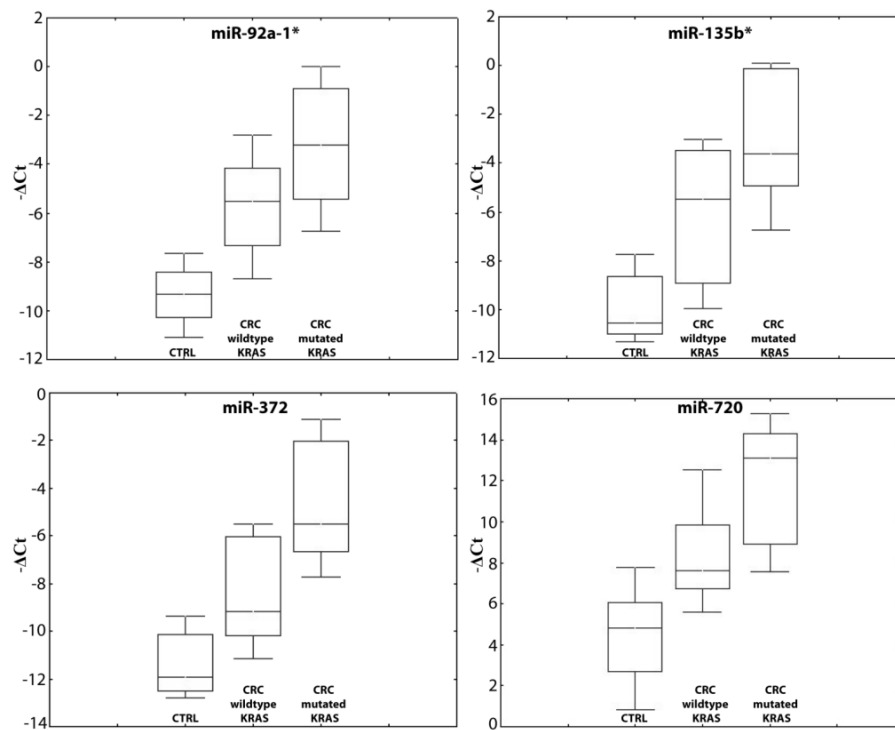 miR-92a-1*
2
0
-2
-4
-6
-8
-10
-12
-ΔCt
CTRL
CRC
wildtype
KRAS
CRC
mutated
KRAS
miR-135b*
2
0
-2
-4
-6
-8
-10
-12
-ΔCt
CTRL
CRC
wildtype
KRAS
CRC
mutated
KRAS
miR-372
0
-2
-4
-6
-8
-10
-12
-14
-ΔCt
CTRL
CRC
wildtype
KRAS
CRC
mutated
KRAS
miR-720
16
14
12
10
8
6
4
2
0
-ΔCt
CTRL
CRC
wildtype
KRAS
CRC
mutated
KRAS